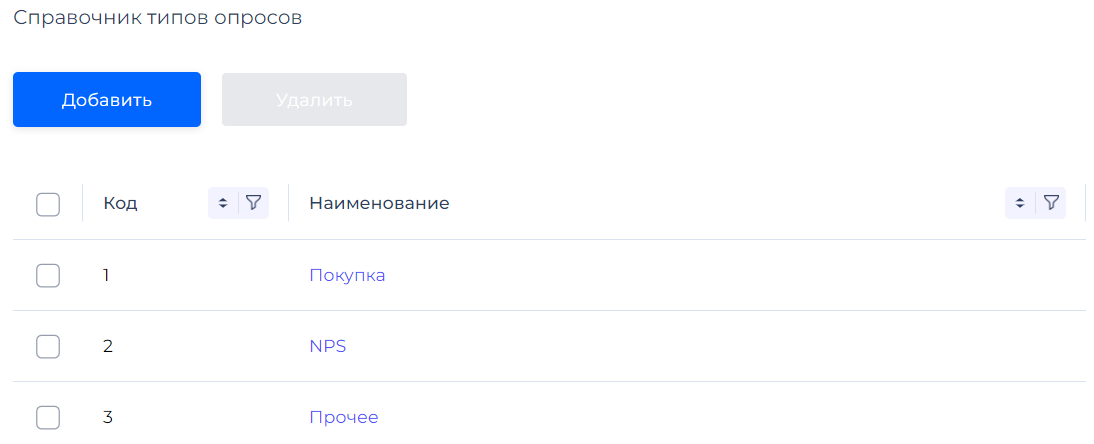 Справочник типов опросов
Добавить Удалить
Код Наименование
1 Покупка
2 NPS
3 Прочее